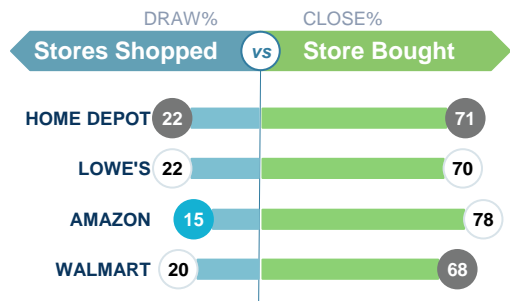 DRAW% CLOSE%
Stores Shopped vs Store Bought
HOME DEPOT 22 71
LOWE'S 22 70
AMAZON 15 78
WALMART 20 68